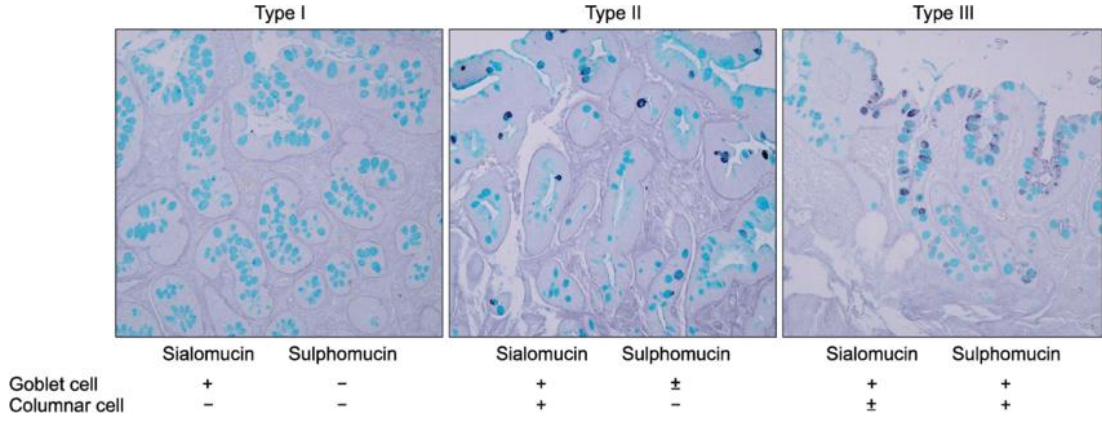 Type I Type II Type III
Sialomucin Sulphomucin Sialomucin Sulphomucin Sialomucin Sulphomucin
Goblet cell + − + ± + +
Columnar cell − − + − ± +